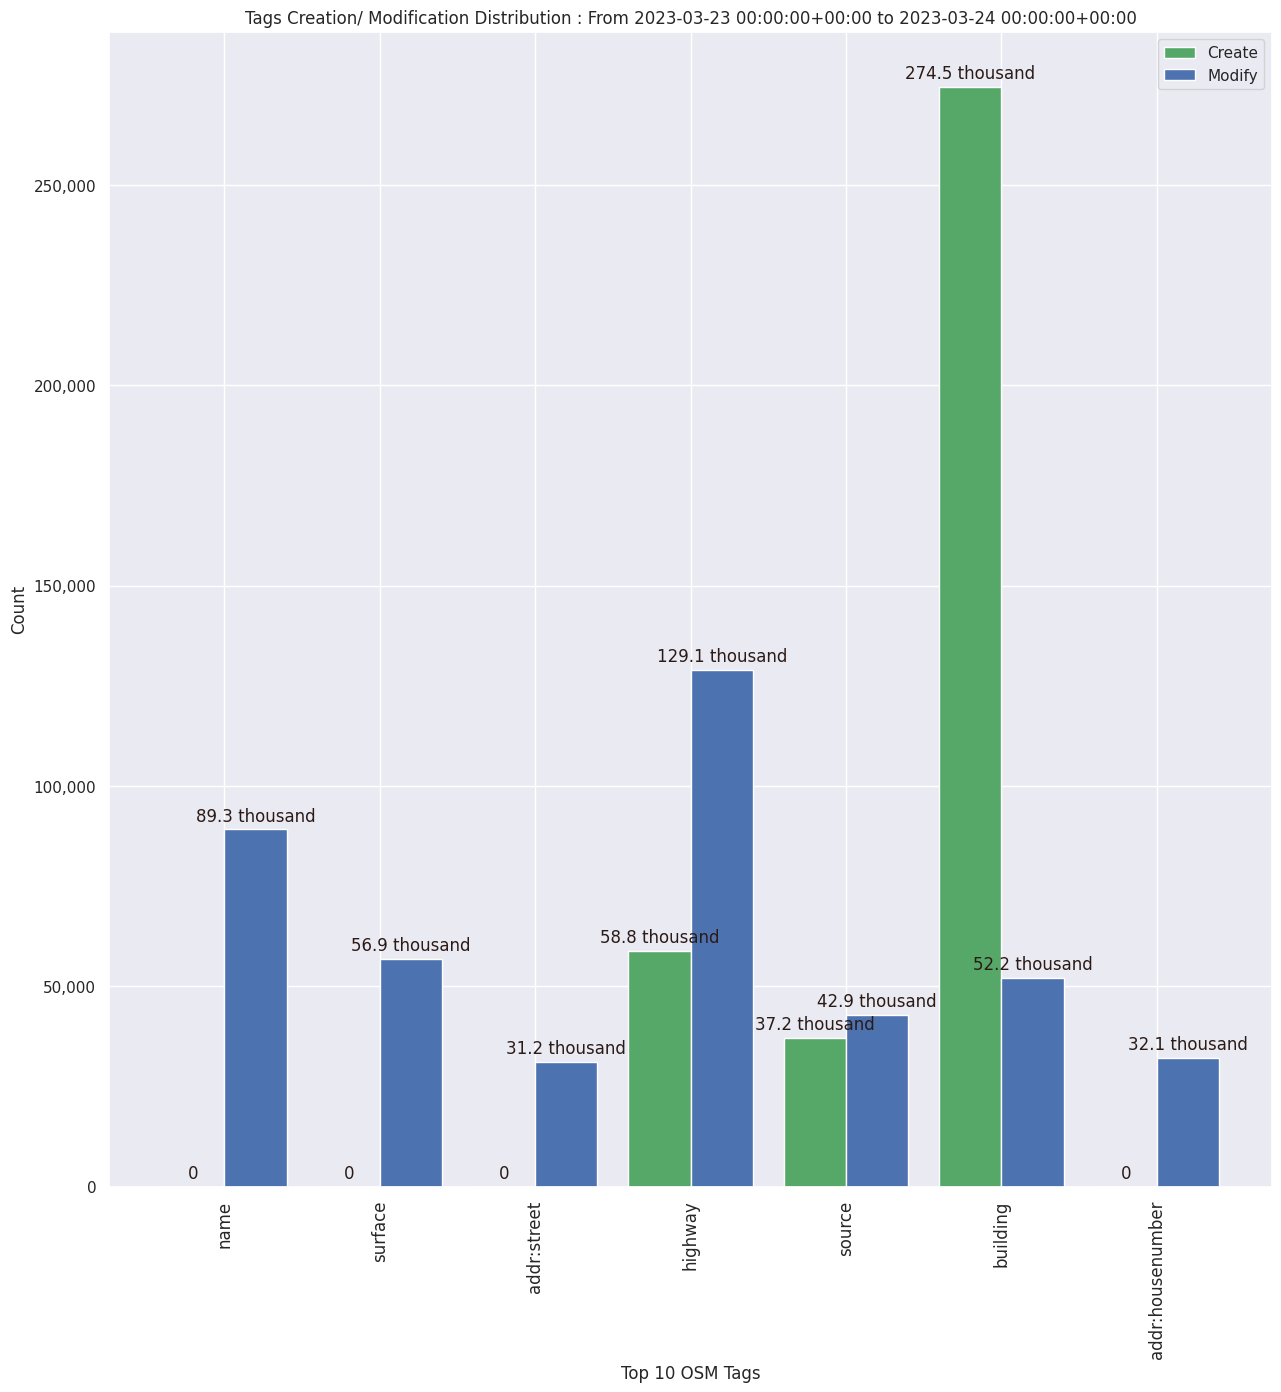 Tags Creation/ Modification Distribution : From 2023-03-23 00:00:00+00:00 to 2023-03-24 00:00:00+00:00
Create
Modify
274.5 thousand
250,000
200,000
150,000
Count
129.1 thousand
100,000
89.3 thousand
58.8 thousand
56.9 thousand
52.2 thousand
50,000
42.9 thousand
37.2 thousand
31.2 thousand
32.1 thousand
0
0
0
0
0
name
surface
addr:street
highway
source
building
addr:housenumber
Top 10 OSM Tags